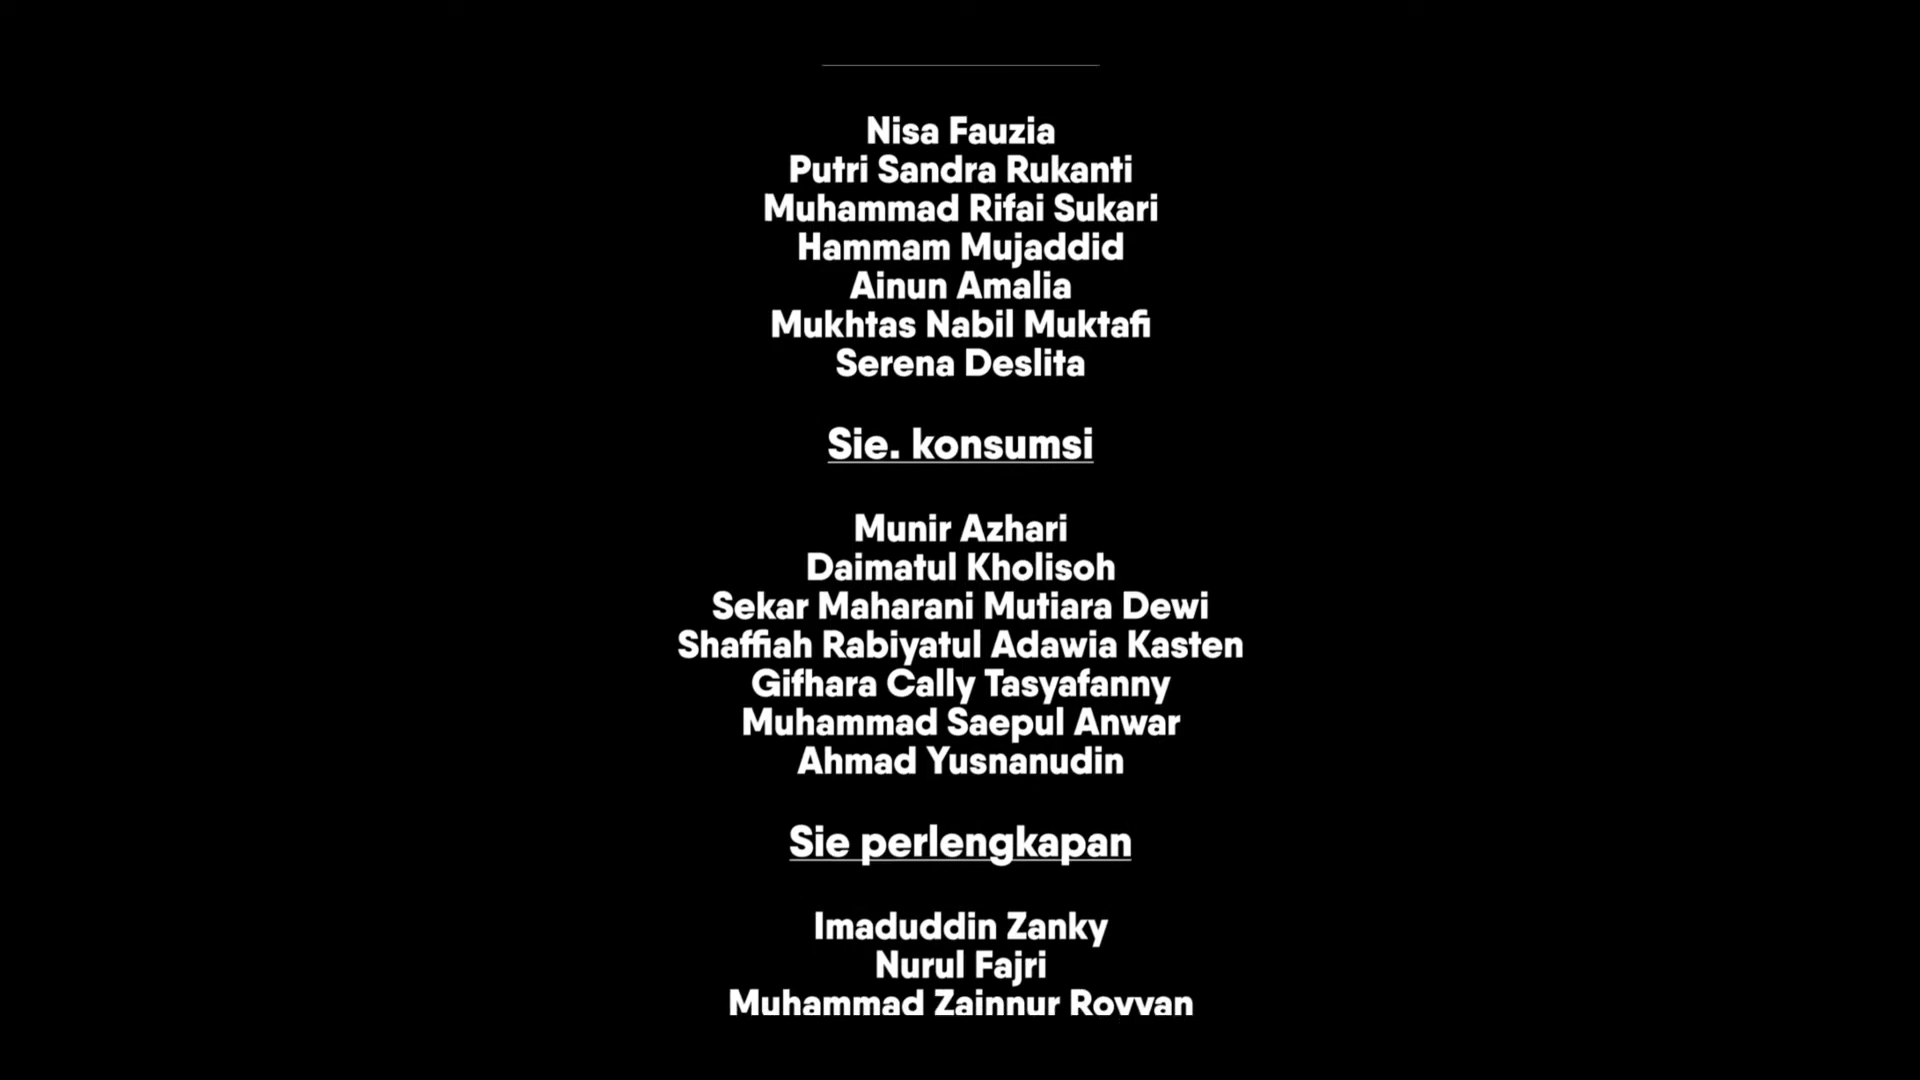 Nisa Fauzia
Putri Sandra Rukanti
Muhammad Rifai Sukari
Hammam Mujaddid
Ainun Amalia
Mukhtas Nabil Muktafi
Serena Deslita
Sie. konsumsi
Munir Azhari
Daimatul Kholisoh
Sekar Maharani Mutiara Dewi
Shaffiah Rabiyatul Adawia Kasten
Gifhara Cally Tasyafanny
Muhammad Saepul Anwar
Ahmad Yusnanudin
Sie perlengkapan
Imaduddin Zanky
Nurul Fajri
Muhammad Zainnur